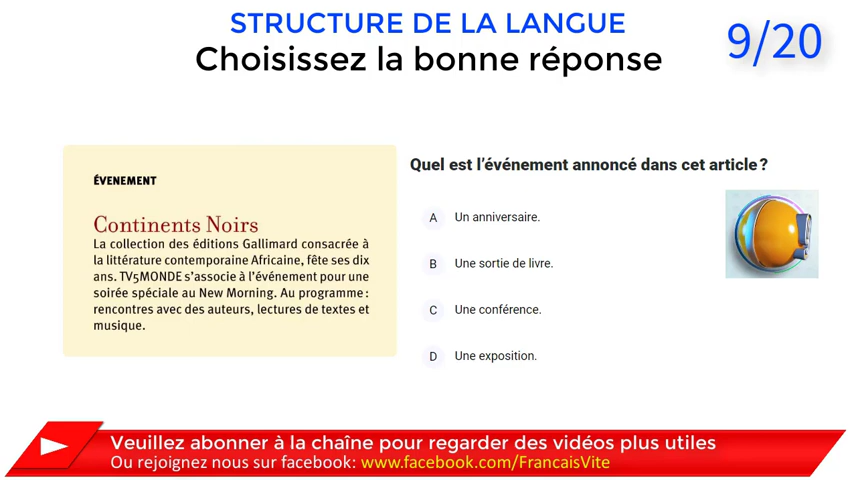 STRUCTURE DE LA LANGUE
Choisissez la bonne réponse
9/20
ÉVENEMENT
Continents Noirs
La collection des éditions Gallimard consacrée à
la littérature contemporaine Africaine, fête ses dix
ans. TV5MONDE s'associe à l'événement pour une
soirée spéciale au New Morning. Au programme :
rencontres avec des auteurs, lectures de textes et
musique.
Quel est l'événement annoncé dans cet article ?
A Un anniversaire.
B Une sortie de livre.
C Une conférence.
D Une exposition.
Veuillez abonner à la chaîne pour regarder des vidéos plus utiles
Ou rejoignez nous sur facebook: www.facebook.com/FrancaisVite